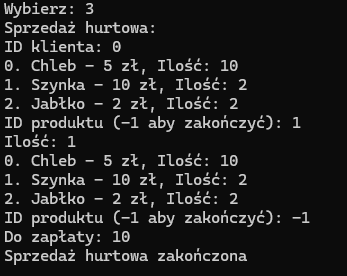 Wybierz: 3
Sprzedaż hurtowa:
ID klienta: 0
0. Chleb - 5 zł, Ilość: 10
1. Szynka - 10 zł, Ilość: 2
2. Jabłko - 2 zł, Ilość: 2
ID produktu (-1 aby zakończyć): 1
Ilość: 1
0. Chleb - 5 zł, Ilość: 10
1. Szynka - 10 zł, Ilość: 2
2. Jabłko - 2 zł, Ilość: 2
ID produktu (-1 aby zakończyć): -1
Do zapłaty: 10
Sprzedaż hurtowa zakończona